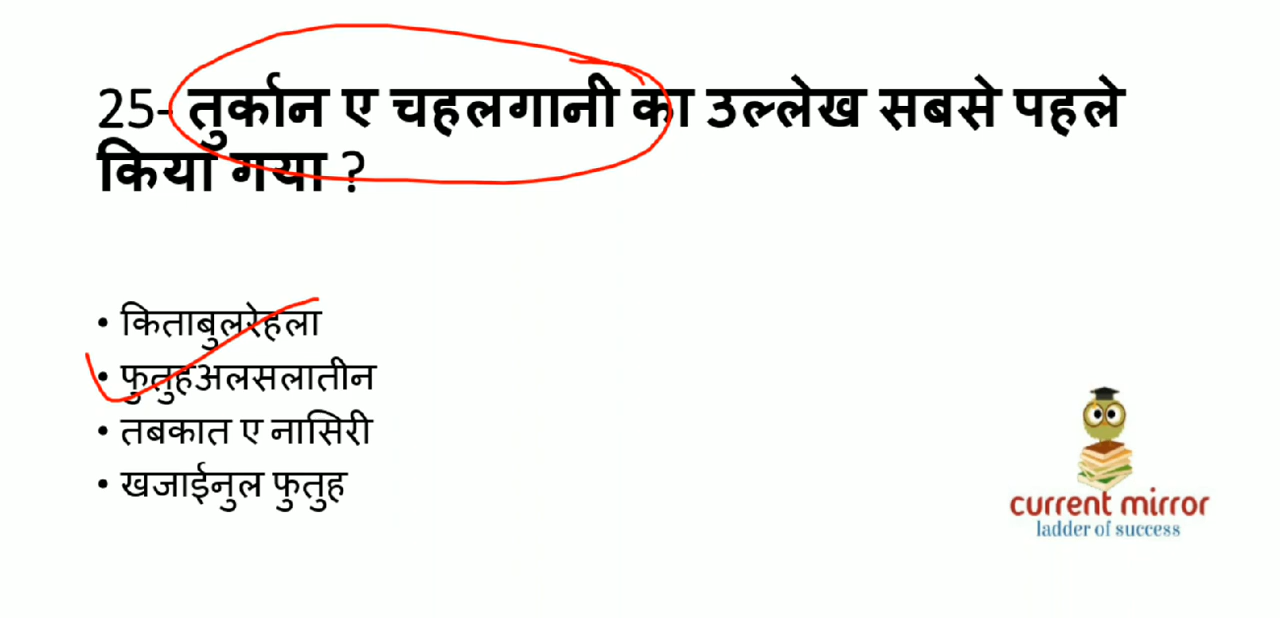 25- तुर्कान ए चहलगानी का उल्लेख सबसे पहले
किया गया ?
• किताबुलरेहला
• फुतुहअलसलातीन
• तबकात ए नासिरी
• खजाईनुल फुतुह
current mirror
ladder of success